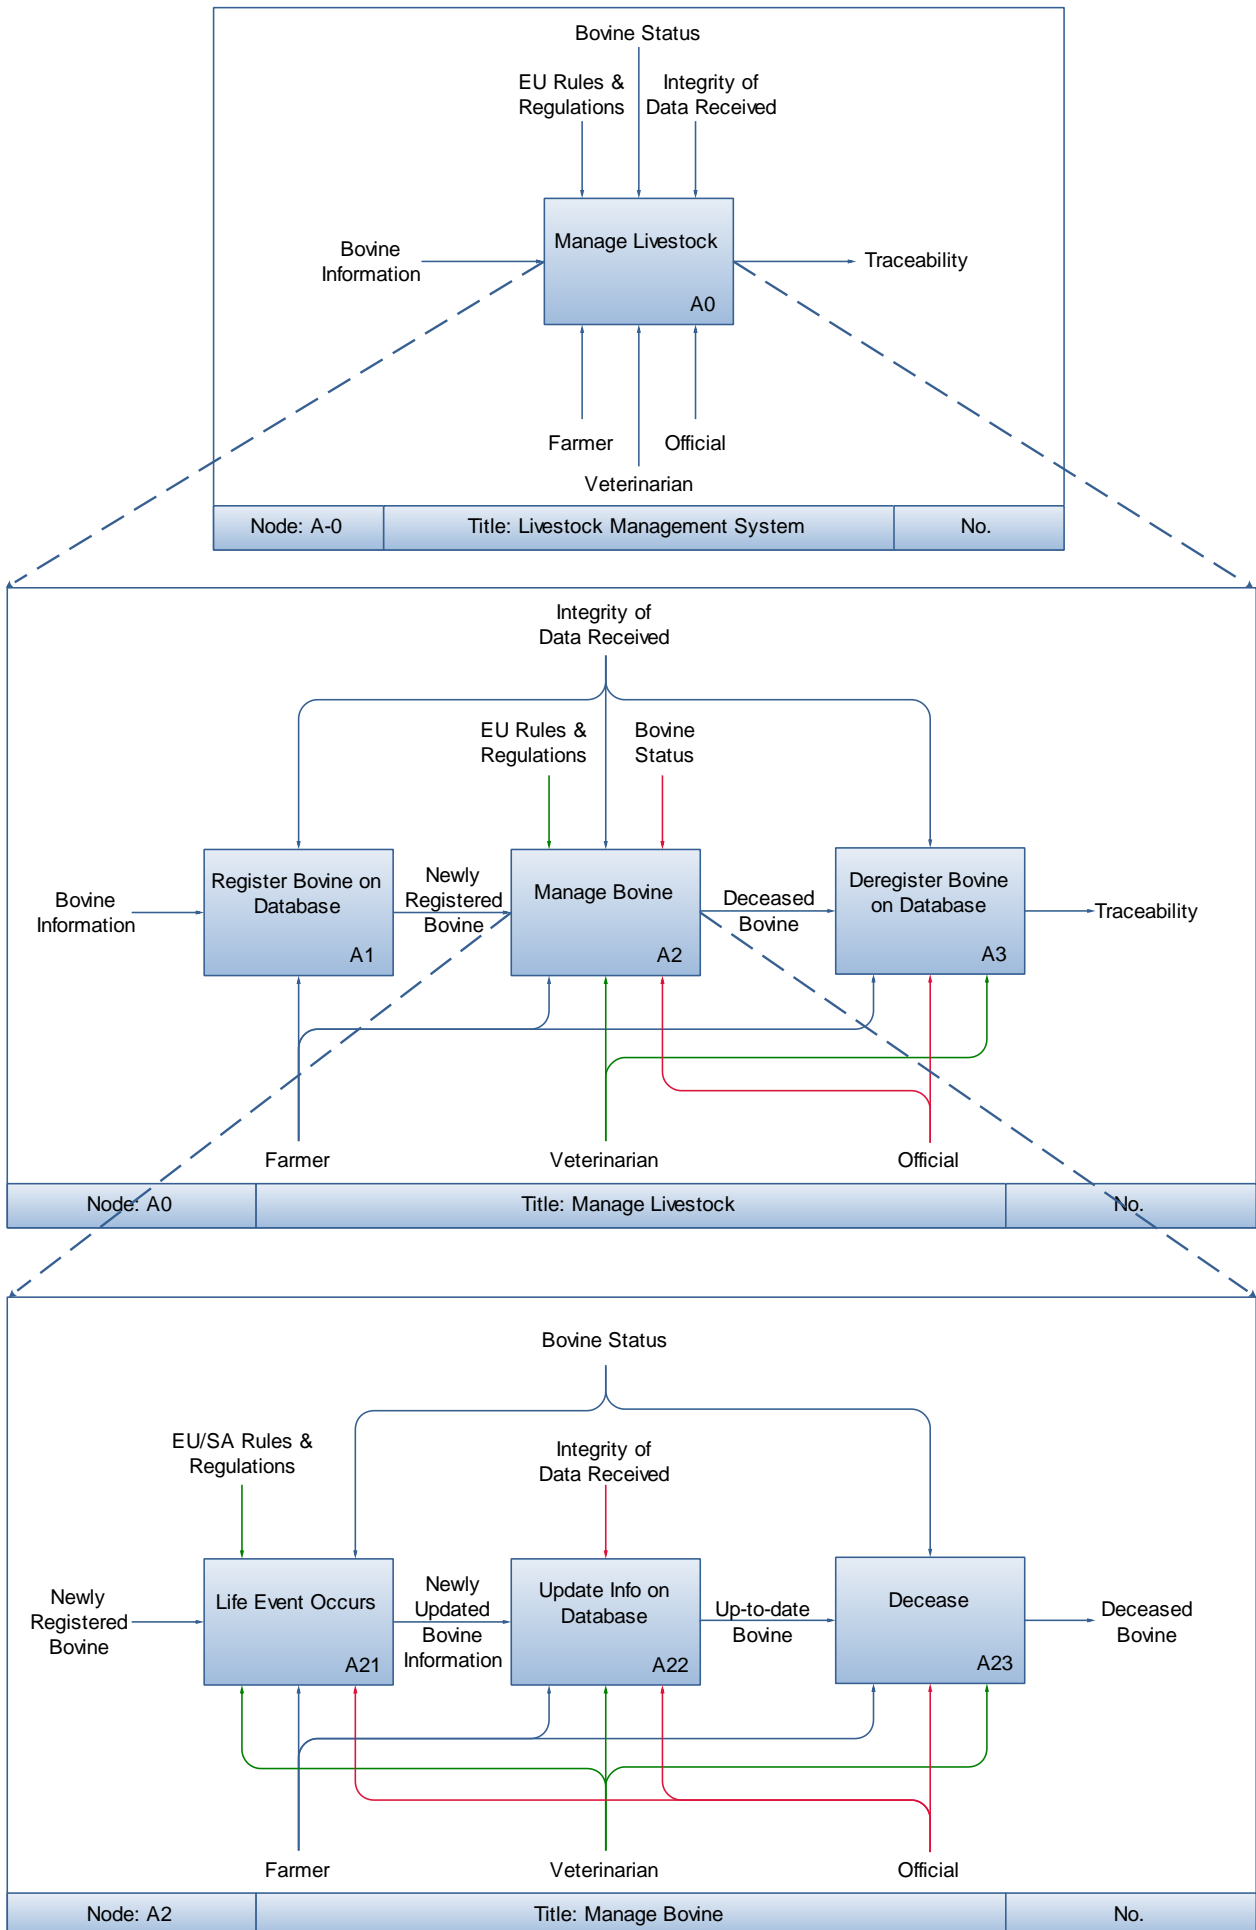 Bovine Status
EU Rules &
Regulations
Integrity of
Data Received
Manage Livestock
A0
Bovine
Information
Traceability
Farmer
Official
Veterinarian
Node: A-0
Title: Livestock Management System
No.
Integrity of
Data Received
EU Rules &
Regulations
Bovine
Status
Bovine
Information
Register Bovine on
Database
A1
Newly
Registered
Bovine
Manage Bovine
A2
Deceased
Bovine
Deregister Bovine
on Database
A3
Traceability
Farmer
Veterinarian
Official
Node: A0
Title: Manage Livestock
No.
Bovine Status
EU/SA Rules &
Regulations
Integrity of
Data Received
Newly
Registered
Bovine
Life Event Occurs
A21
Newly
Updated
Bovine
Information
Update Info on
Database
A22
Up-to-date
Bovine
Decease
A23
Deceased
Bovine
Farmer
Veterinarian
Official
Node: A2
Title: Manage Bovine
No.